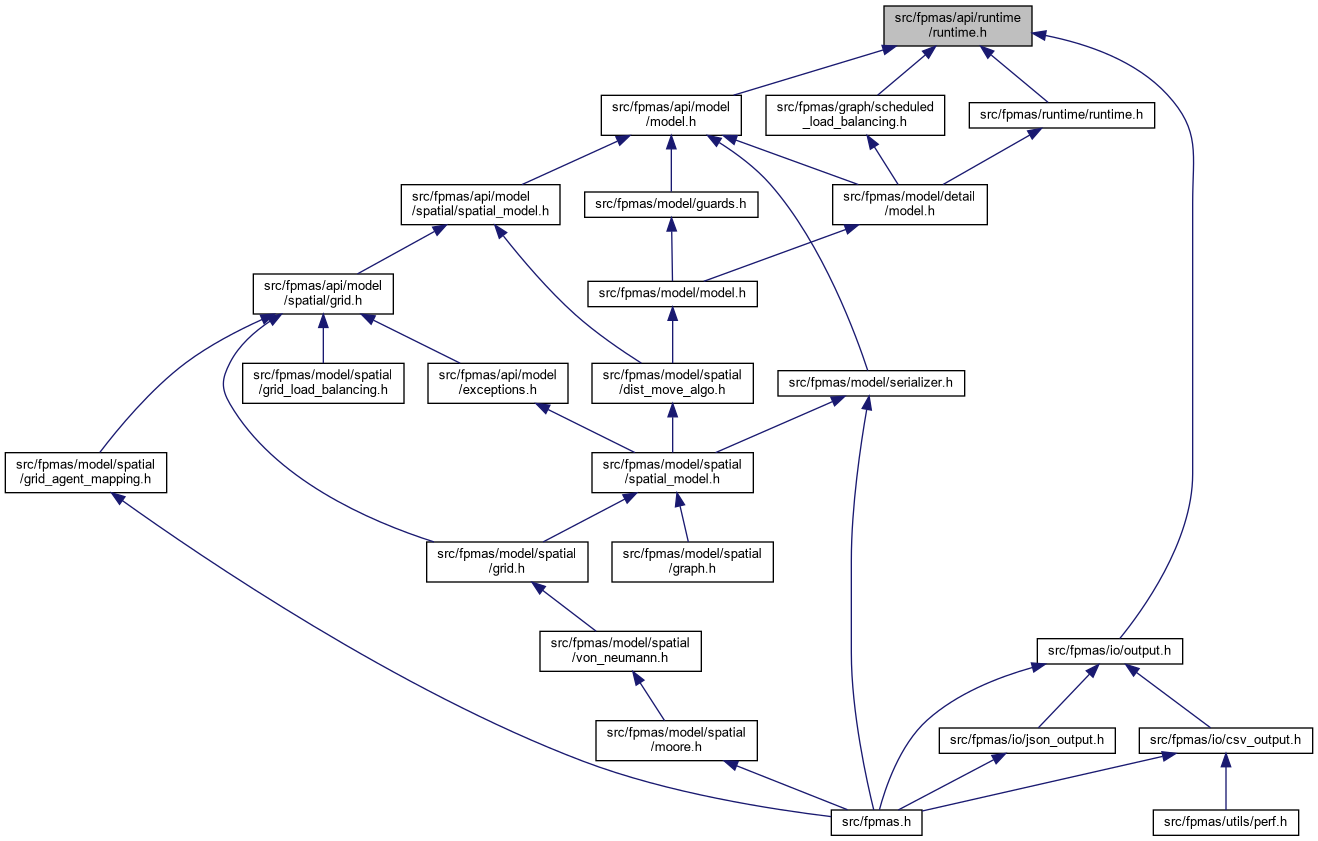 src/fpmas/api/runtime
/runtime.h
src/fpmas/api/model
/model.h
src/fpmas/graph/scheduled
_load_balancing.h
src/fpmas/runtime/runtime.h
src/fpmas/api/model
/spatial/spatial_model.h
src/fpmas/model/guards.h
src/fpmas/model/detail
/model.h
src/fpmas/api/model
/spatial/grid.h
src/fpmas/model/model.h
src/fpmas/model/spatial
/grid_load_balancing.h
src/fpmas/api/model
/exceptions.h
src/fpmas/model/spatial
/dist_move_algo.h
src/fpmas/model/serializer.h
src/fpmas/model/spatial
/grid_agent_mapping.h
src/fpmas/model/spatial
/spatial_model.h
src/fpmas/model/spatial
/grid.h
src/fpmas/model/spatial
/graph.h
src/fpmas/model/spatial
/von_neumann.h
src/fpmas/io/output.h
src/fpmas/model/spatial
/moore.h
src/fpmas/io/json_output.h
src/fpmas/io/csv_output.h
src/fpmas.h
src/fpmas/utils/perf.h